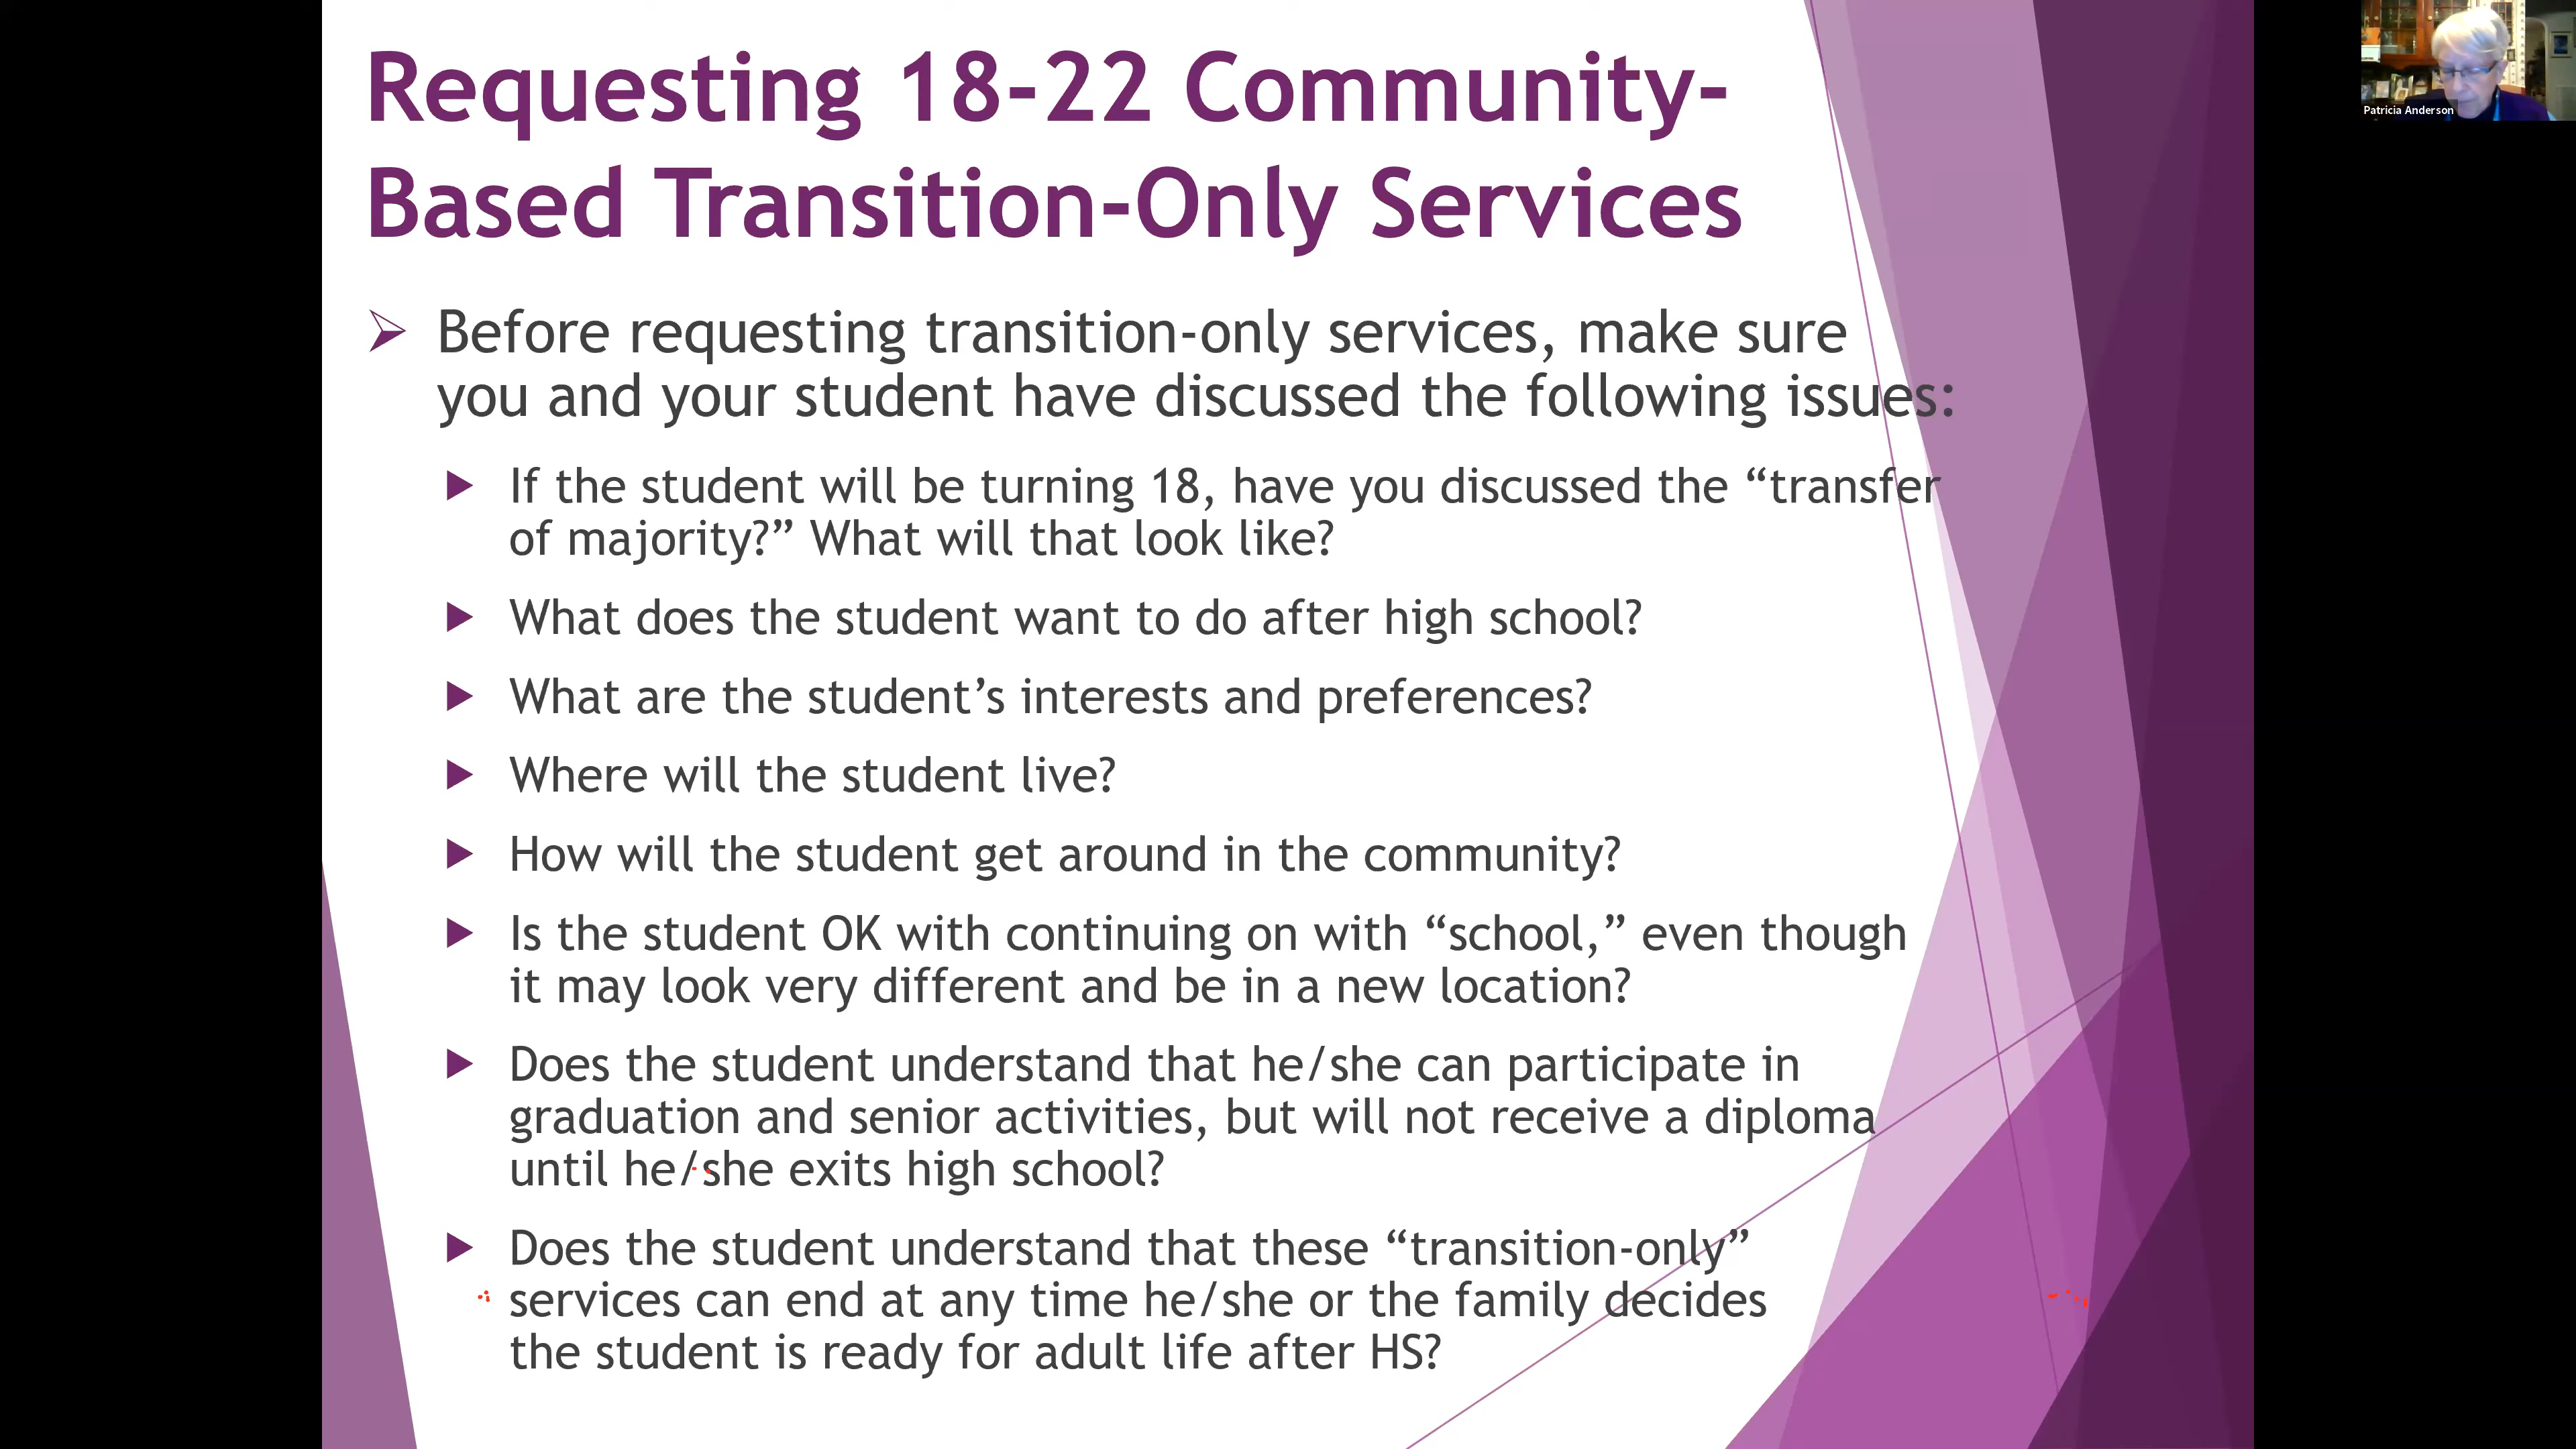 Requesting 18-22 Community-
Based Transition-Only Services
Before requesting transition-only services, make sure
you and your student have discussed the following issues:
If the student will be turning 18, have you discussed the “transfer
of majority?” What will that look like?
What does the student want to do after high school?
What are the student’s interests and preferences?
Where will the student live?
How will the student get around in the community?
Is the student OK with continuing on with “school,” even though
it may look very different and be in a new location?
Does the student understand that he/she can participate in
graduation and senior activities, but will not receive a diploma
until he/she exits high school?
Does the student understand that these “transition-only”
services can end at any time he/she or the family decides
the student is ready for adult life after HS?
Patricia Anderson